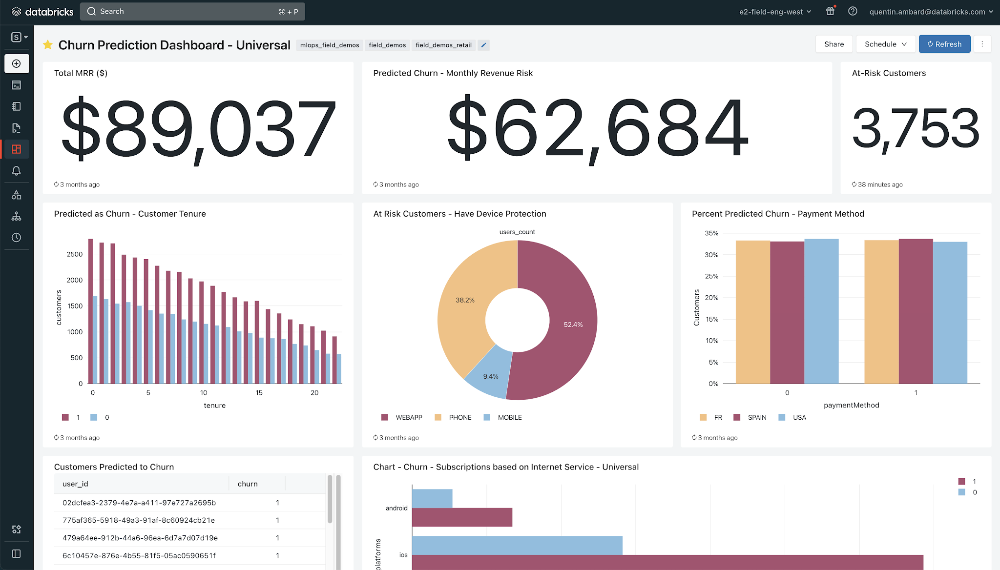 databricks
Search
⌘ + P
e2-field-eng-west
quentin.ambard@databricks.com
S
Churn Prediction Dashboard - Universal
mlops_field_demos
field_demos
field_demos_retail
Share
Schedule
Refresh
Total MRR ($)
$89,037
3 months ago
Predicted Churn - Monthly Revenue Risk
$62,684
3 months ago
At-Risk Customers
3,753
38 minutes ago
Predicted as Churn - Customer Tenure
customers
2500
2000
1500
1000
500
0
0 5 10 15 20
tenure
1 0
3 months ago
At Risk Customers - Have Device Protection
users_count
38.2%
52.4%
9.4%
WEBAPP PHONE MOBILE
3 months ago
Percent Predicted Churn - Payment Method
Customers
35%
30%
25%
20%
15%
10%
5%
0%
0 1
paymentMethod
FR SPAIN USA
3 months ago
Customers Predicted to Churn
user_id churn
02dcfea3-2379-4e7a-a411-97e727a2695b 1
775af365-5918-49a3-91af-8c60924cb21e 1
479a64ee-912b-44a6-96ea-6d7a7d07d19e 1
6c10457e-876e-4b55-81f5-05ac0590651f 1
Chart - Churn - Subscriptions based on Internet Service - Universal
1
0
android
ios
platforms